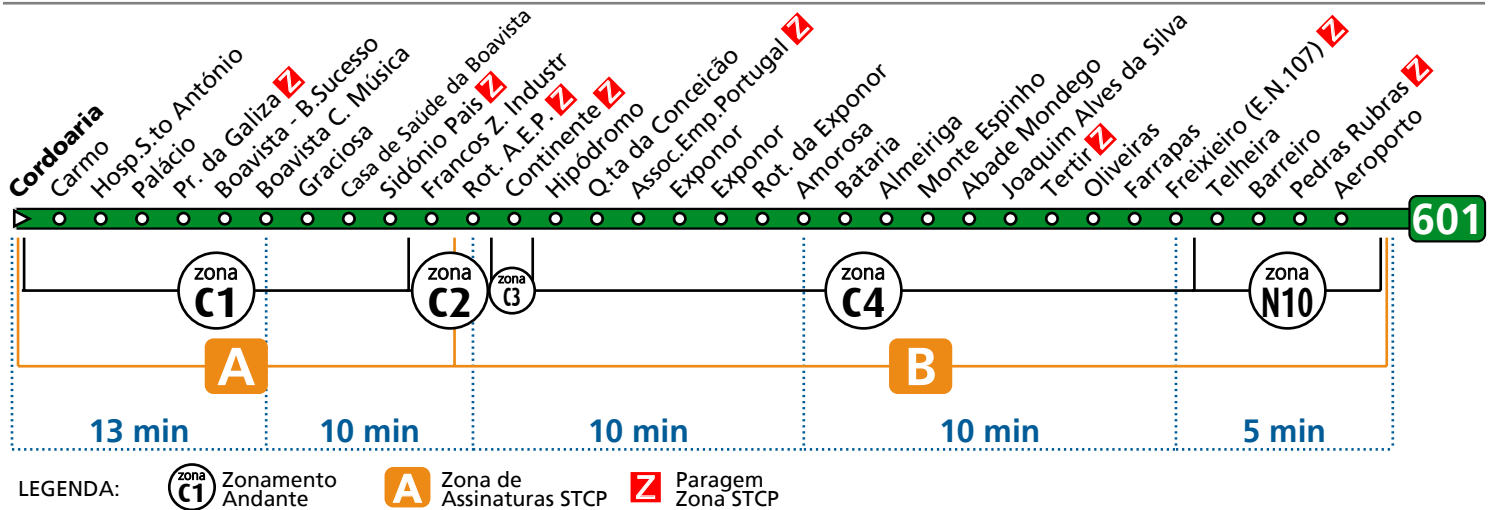 Cordoaria
Carmo
Hosp.S.to António
Palácio
Pr. da Galiza Z
Boavista - B.Sucesso
Boavista C. Música
Graciosa
Casa de Saúde da Boavista
Sidónio Pais Z
Francos Z. Industr
Rot. A.E.P. Z
Continente Z
Hipódromo
Q.ta da Conceicão
Assoc.Emp.Portugal Z
Exponor
Exponor
Rot. da Exponor
Amorosa
Bataria
Almeiriga
Monte Espinho
Abade Mondego
Joaquim Alves da Silva
Tertir Z
Oliveiras
Farrapas
Freixieiro (E.N.107) Z
Telheira
Barreiro
Pedras Rubras Z
Aeroporto
601
zona
C1
zona
C2
zona
C3
zona
C4
zona
N10
A
B
13 min
10 min
10 min
10 min
5 min
LEGENDA:
zona
C1
Zonamento
Andante
A
Zona de
Assinaturas STCP
Z
Paragem
Zona STCP